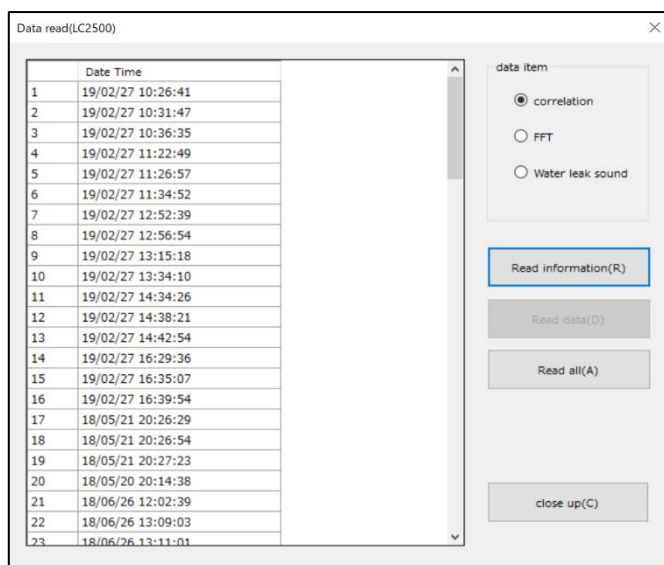 Data read(LC2500)
Date Time
1 19/02/27 10:26:41
2 19/02/27 10:31:47
3 19/02/27 10:36:35
4 19/02/27 11:22:49
5 19/02/27 11:26:57
6 19/02/27 11:34:52
7 19/02/27 12:52:39
8 19/02/27 12:56:54
9 19/02/27 13:15:18
10 19/02/27 13:34:10
11 19/02/27 14:34:26
12 19/02/27 14:38:21
13 19/02/27 14:42:54
14 19/02/27 16:29:36
15 19/02/27 16:35:07
16 19/02/27 16:39:54
17 18/05/21 20:26:29
18 18/05/21 20:26:54
19 18/05/21 20:27:23
20 18/05/20 20:14:38
21 18/06/26 12:02:39
22 18/06/26 13:09:03
23 18/06/26 13:11:01
data item
correlation
FFT
Water leak sound
Read information(R)
Read data(D)
Read all(A)
close up(C)